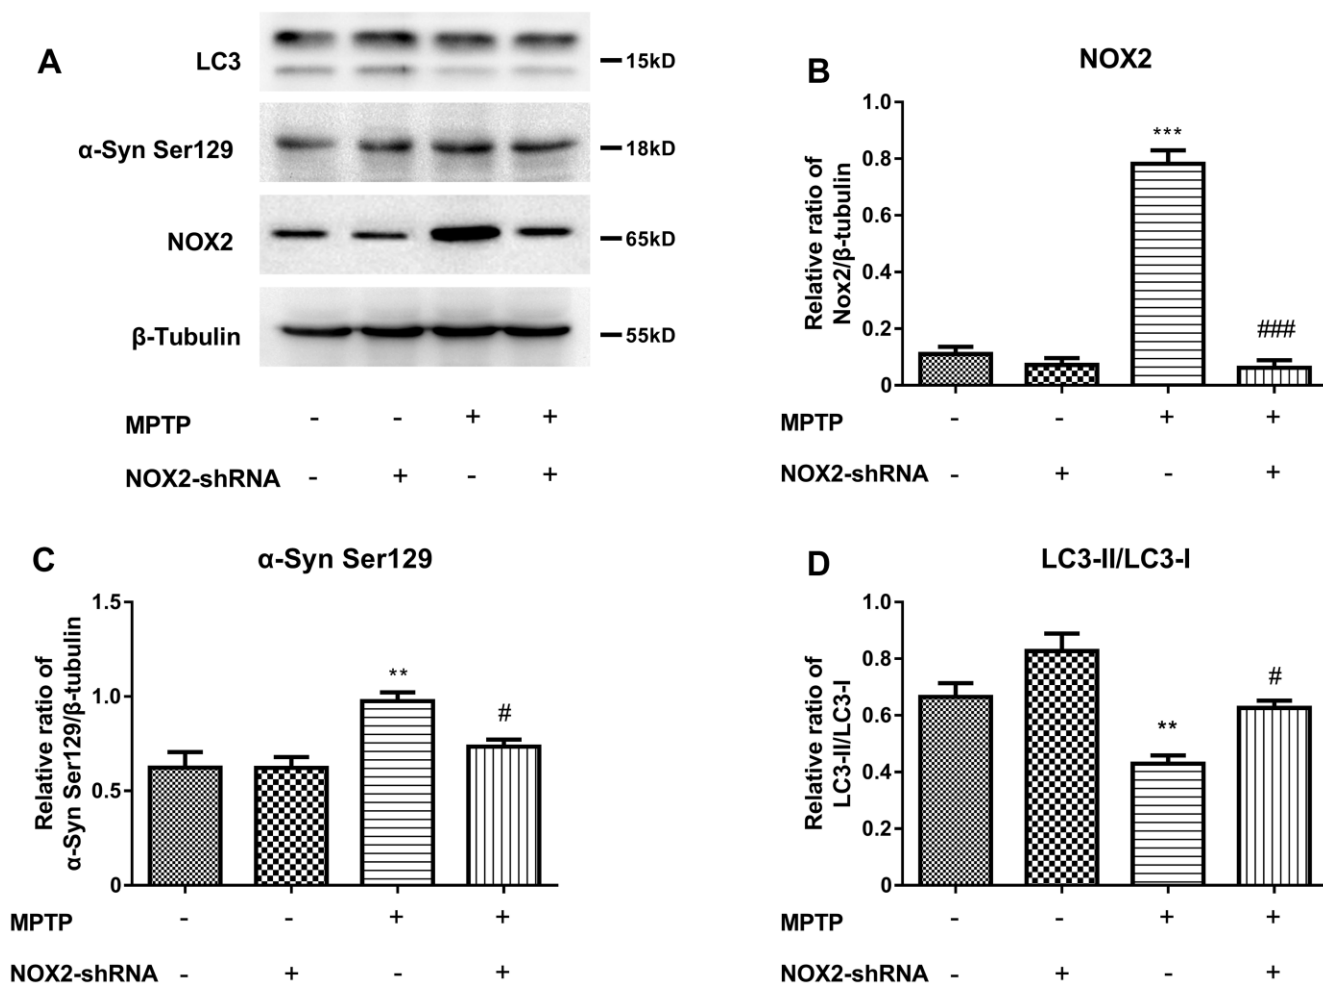 A
LC3
15kD
α-Syn Ser129
18kD
NOX2
65kD
β-Tubulin
55kD
MPTP - - + +
NOX2-shRNA - + - +
B
NOX2
Relative ratio of
Nox2/β-tubulin
1.0
0.8
0.6
0.4
0.2
0
***
###
MPTP - - + +
NOX2-shRNA - + - +
C
α-Syn Ser129
Relative ratio of
α-Syn Ser129/β-tubulin
1.5
1.0
0.5
0
**
#
MPTP - - + +
NOX2-shRNA - + - +
D
LC3-II/LC3-I
Relative ratio of
LC3-II/LC3-I
1.0
0.8
0.6
0.4
0.2
0
**
#
MPTP - - + +
NOX2-shRNA - + - +